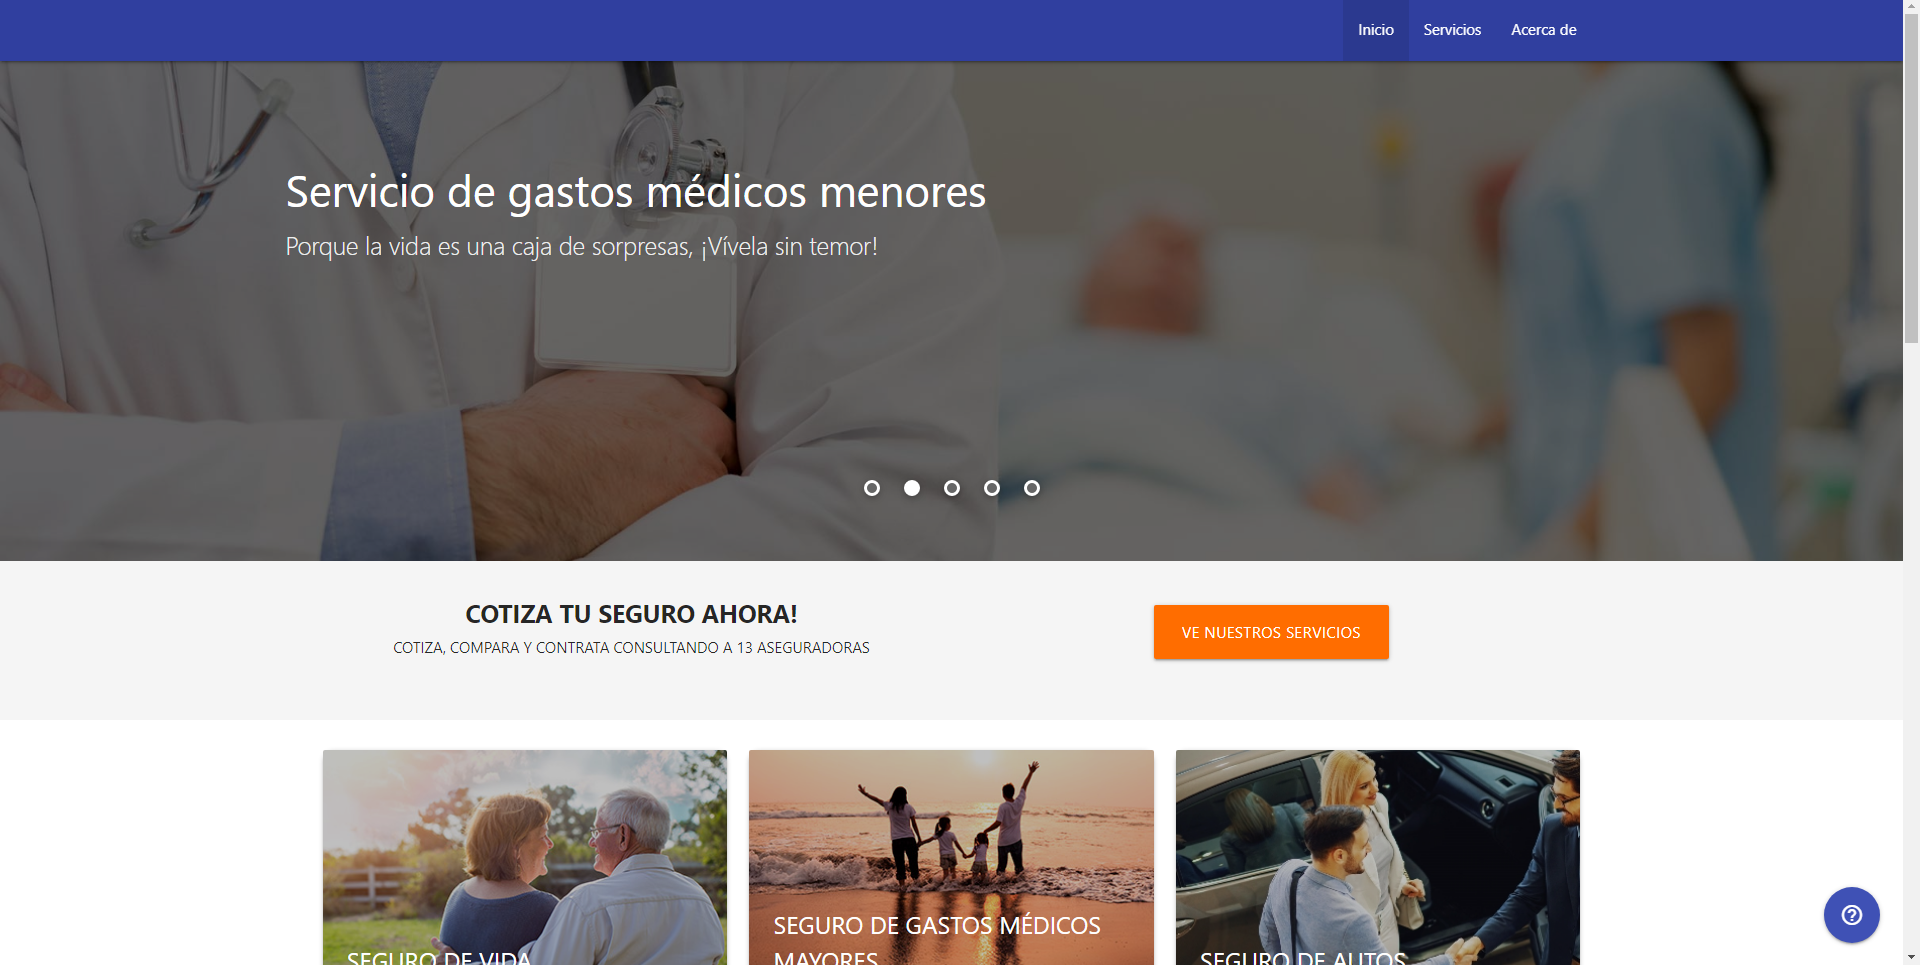 Inicio Servicios Acerca de
Servicio de gastos médicos menores
Porque la vida es una caja de sorpresas, ¡Vívela sin temor!
COTIZA TU SEGURO AHORA!
COTIZA, COMPARA Y CONTRATA CONSULTANDO A 13 ASEGURADORAS
VE NUESTROS SERVICIOS
SEGURO DE VIDA
SEGURO DE GASTOS MÉDICOS
MAYORES
SEGURO DE AUTOS